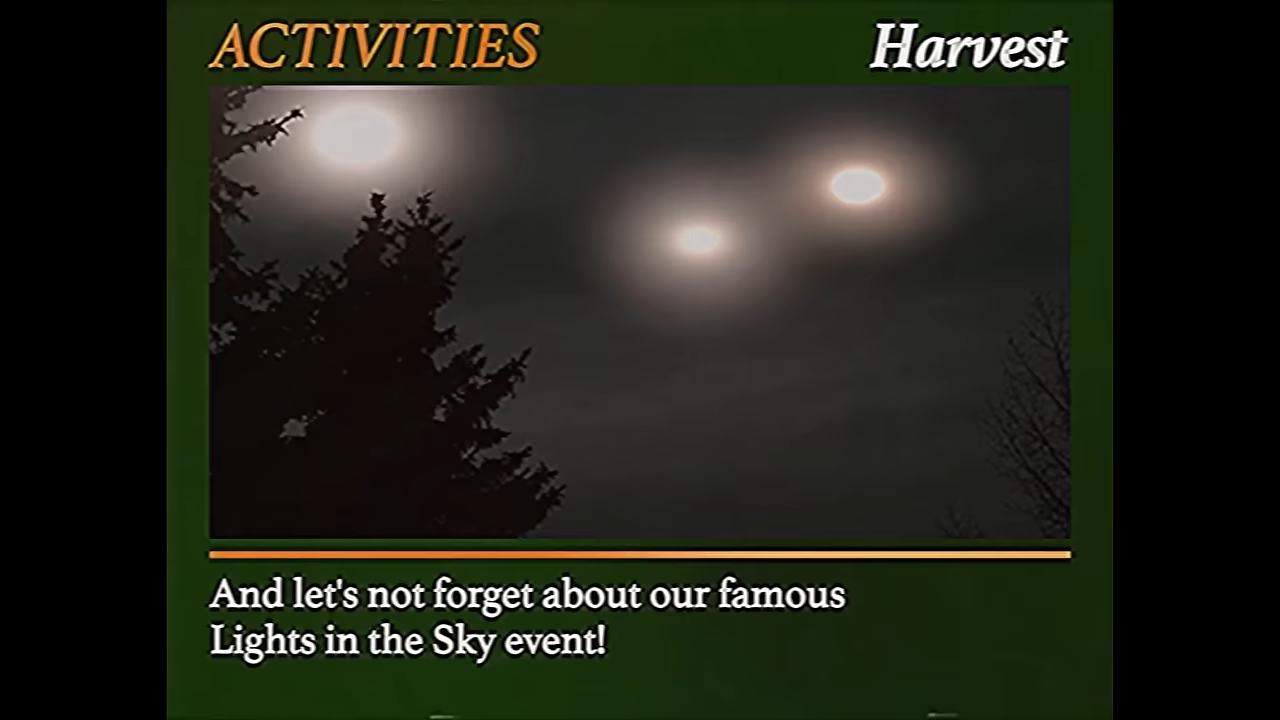 ACTIVITIES Harvest
And let's not forget about our famous
Lights in the Sky event!